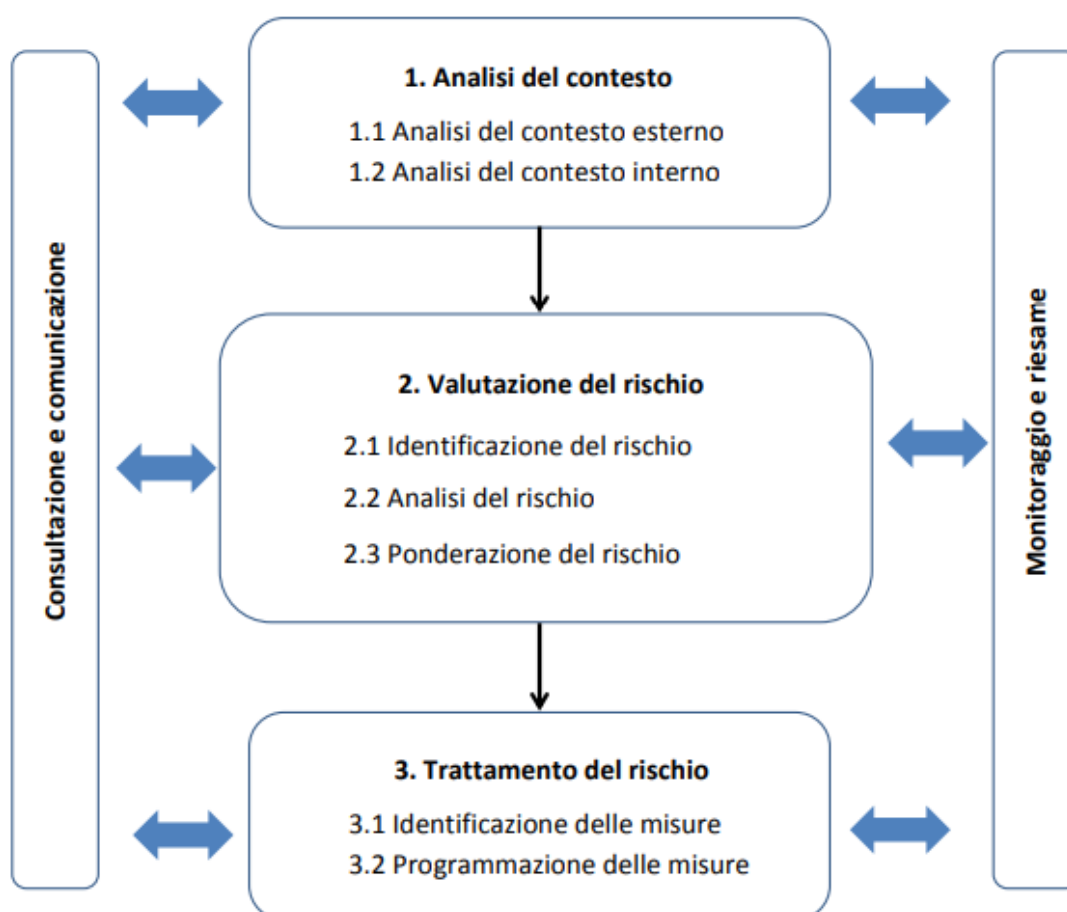 Consultazione e comunicazione
1. Analisi del contesto
1.1 Analisi del contesto esterno
1.2 Analisi del contesto interno
2. Valutazione del rischio
2.1 Identificazione del rischio
2.2 Analisi del rischio
2.3 Ponderazione del rischio
3. Trattamento del rischio
3.1 Identificazione delle misure
3.2 Programmazione delle misure
Monitoraggio e riesame